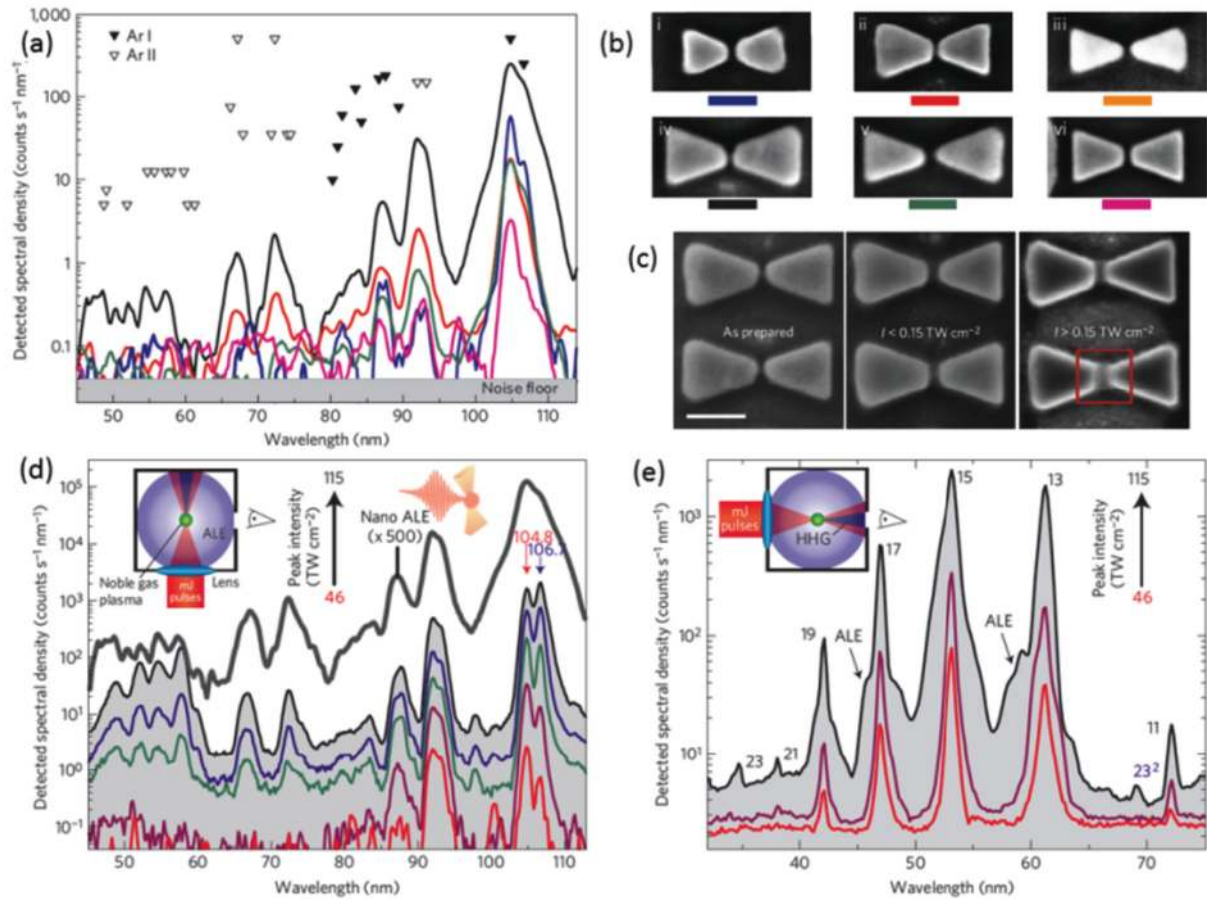 (a)
Ar I
Ar II
Detected spectral density (counts s⁻¹ nm⁻¹)
1,000
100
10
1
0.1
Noise floor
50 60 70 80 90 100 110
Wavelength (nm)
(b)
i
ii
iii
iv
v
vi
(c)
As prepared
I < 0.15 TW cm⁻²
I > 0.15 TW cm⁻²
(d)
Detected spectral density (counts s⁻¹ nm⁻¹)
10⁵
10⁴
10³
10²
10¹
10⁰
10⁻¹
ALE
Noble gas
plasma
Lens
mJ
pulses
115
Peak intensity
(TW cm⁻²)
46
Nano ALE
(x 500)
104.8
106.7
50 60 70 80 90 100 110
Wavelength (nm)
(e)
Detected spectral density (counts s⁻¹ nm⁻¹)
10³
10²
10¹
mJ
pulses
HHG
15
13
17
19
ALE
ALE
23
21
23²
11
115
Peak intensity
(TW cm⁻²)
46
40 50 60 70
Wavelength (nm)